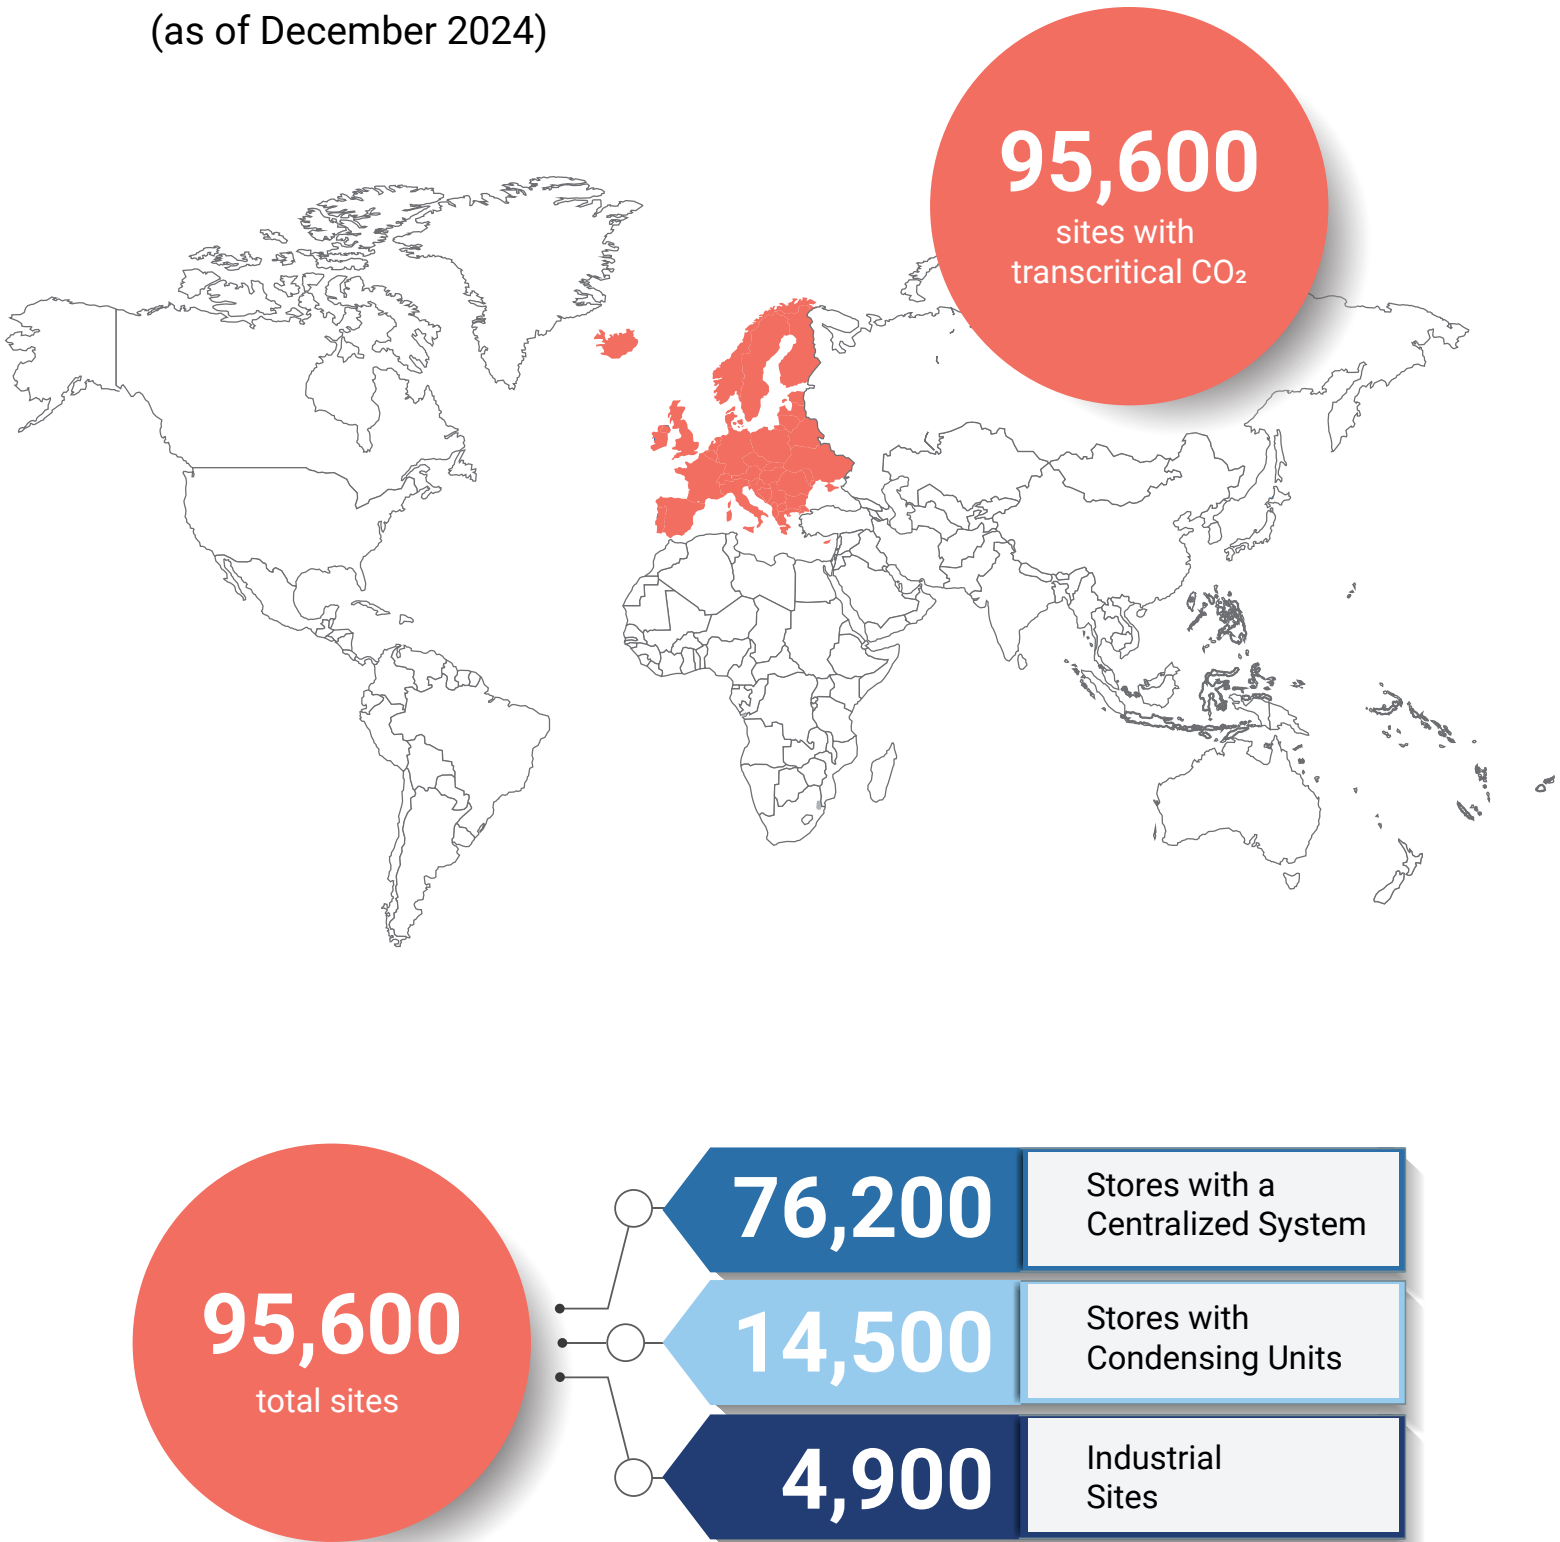 (as of December 2024)
95,600
sites with
transcritical CO₂
95,600
total sites
76,200
Stores with a
Centralized System
14,500
Stores with
Condensing Units
4,900
Industrial
Sites